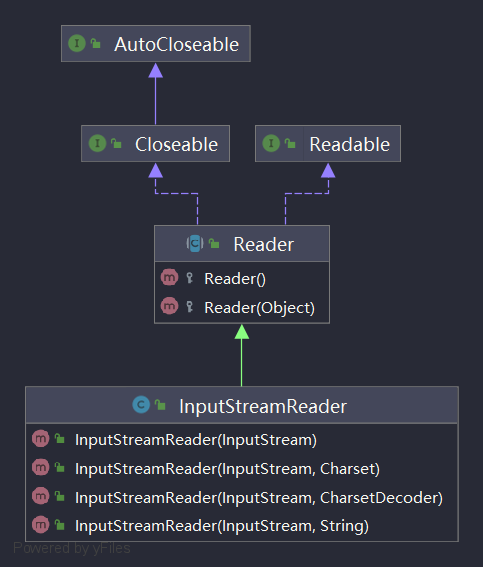 AutoCloseable
Closeable
Readable
Reader
Reader()
Reader(Object)
InputStreamReader
InputStreamReader(InputStream)
InputStreamReader(InputStream, Charset)
InputStreamReader(InputStream, CharsetDecoder)
InputStreamReader(InputStream, String)
Powered by yFiles